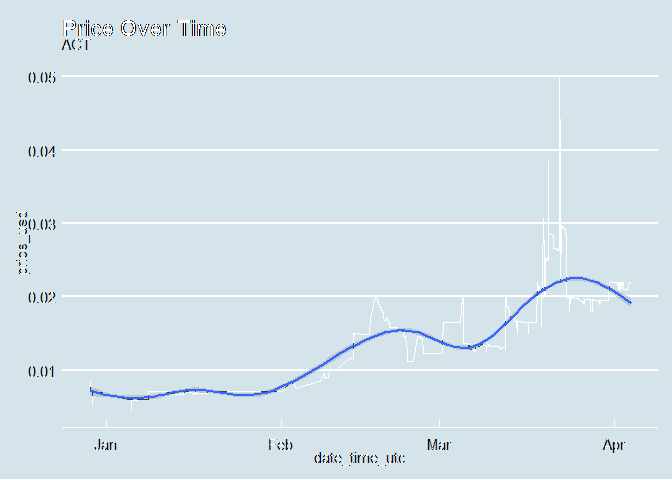 Price Over Time
ACT
0.05
0.04
0.03
0.02
0.01
price_usd
Jan Feb Mar Apr
date_time_utc